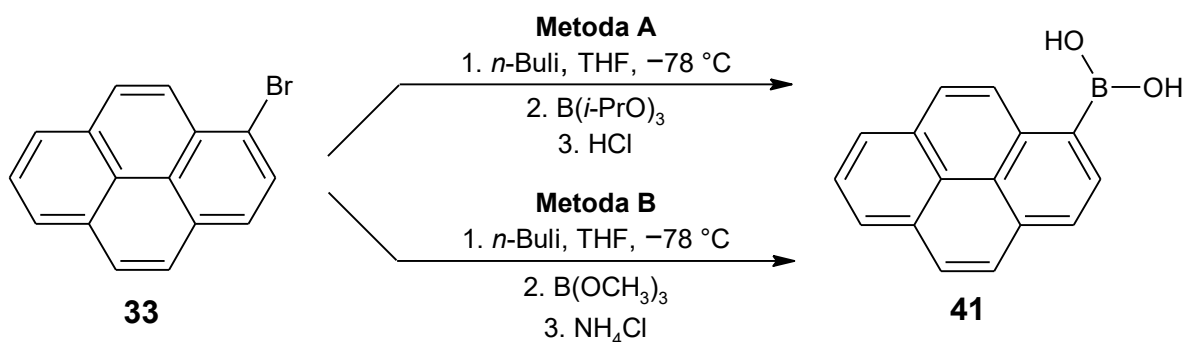 Metoda A
1. n-Buli, THF, −78 °C
2. B(i-PrO)₃
3. HCl
Br
33
Metoda B
1. n-Buli, THF, −78 °C
2. B(OCH₃)₃
3. NH₄Cl
HO
B
OH
41